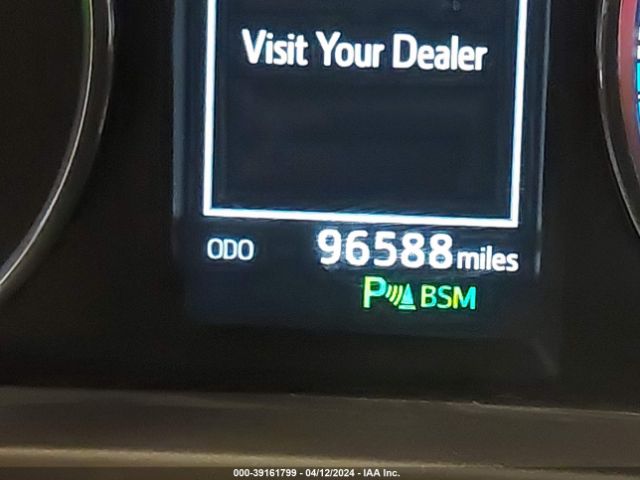 Visit Your Dealer
ODO 96588 miles
P BSM
000-39161799 - 04/12/2024 - IAA Inc.